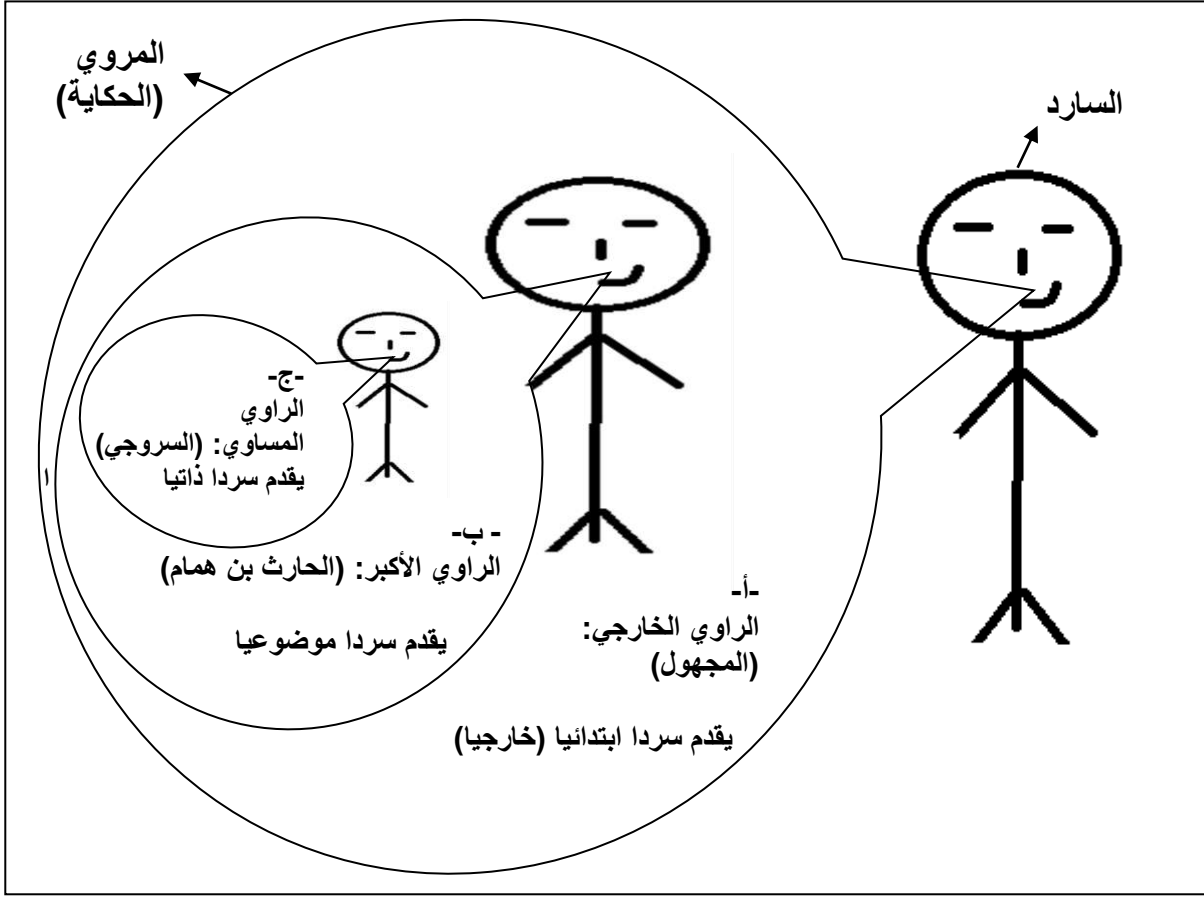 المروي
(الحكاية)
السارد
-ج-
الراوي
المساوي: (السروجي)
يقدم سردا ذاتيا
ا
- ب-
الراوي الأكبر: (الحارث بن همام)
يقدم سردا موضوعيا
-أ-
الراوي الخارجي:
(المجهول)
يقدم سردا ابتدائيا (خارجيا)